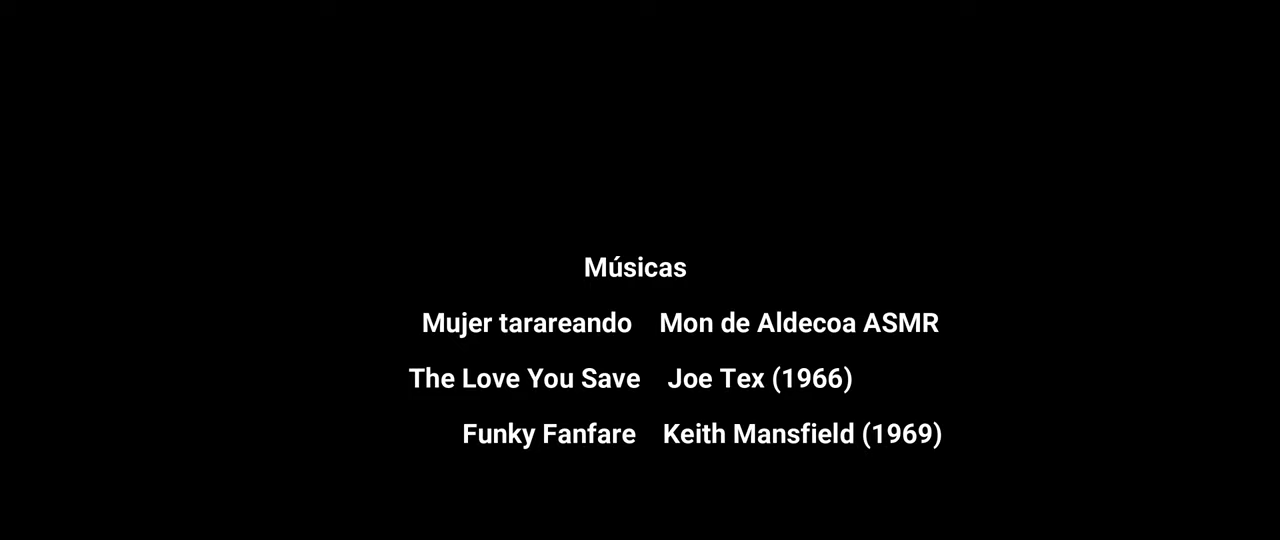 Músicas
Mujer tarareando Mon de Aldecoa ASMR
The Love You Save Joe Tex (1966)
Funky Fanfare Keith Mansfield (1969)